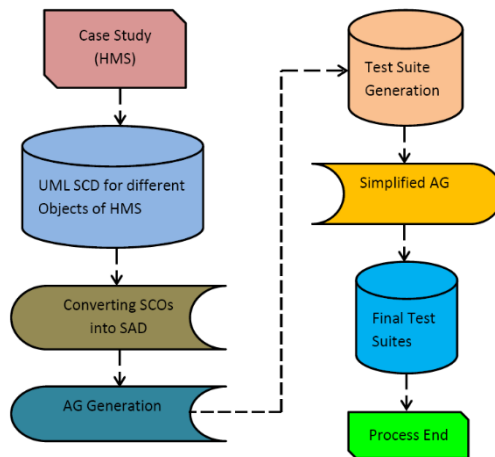 Case Study
(HMS)
UML SCD for different
Objects of HMS
Converting SCOs
into SAD
AG Generation
Test Suite
Generation
Simplified AG
Final Test
Suites
Process End